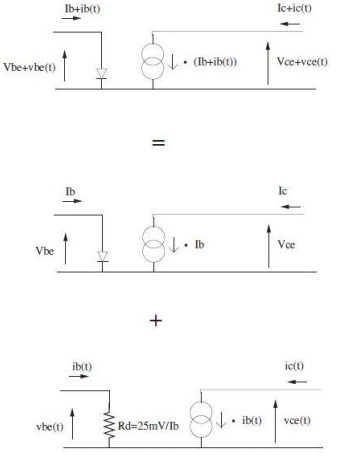 Ib+ib(t) Ic+ic(t)
Vbe+vbe(t) • (Ib+ib(t)) Vce+vce(t)
=
Ib Ic
Vbe • Ib Vce
+
ib(t) ic(t)
vbe(t) Rd=25mV/Ib • ib(t) vce(t)